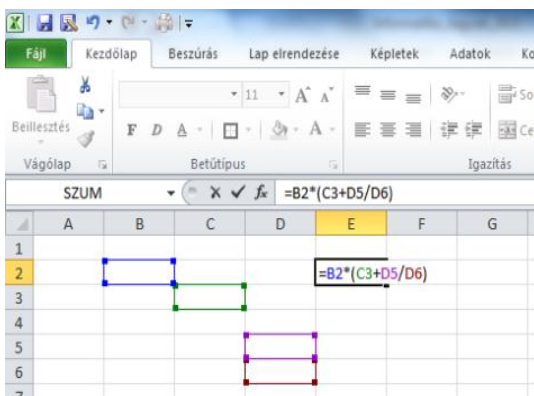 Fájl Kezdőlap Beszúrás Lap elrendezése Képletek Adatok
11 A A
Beillesztés F D A A
Vágólap Betűtípus Igazítás
SZUM fx =B2*(C3+D5/D6)
A B C D E F G
1
2 =B2*(C3+D5/D6)
3
4
5
6